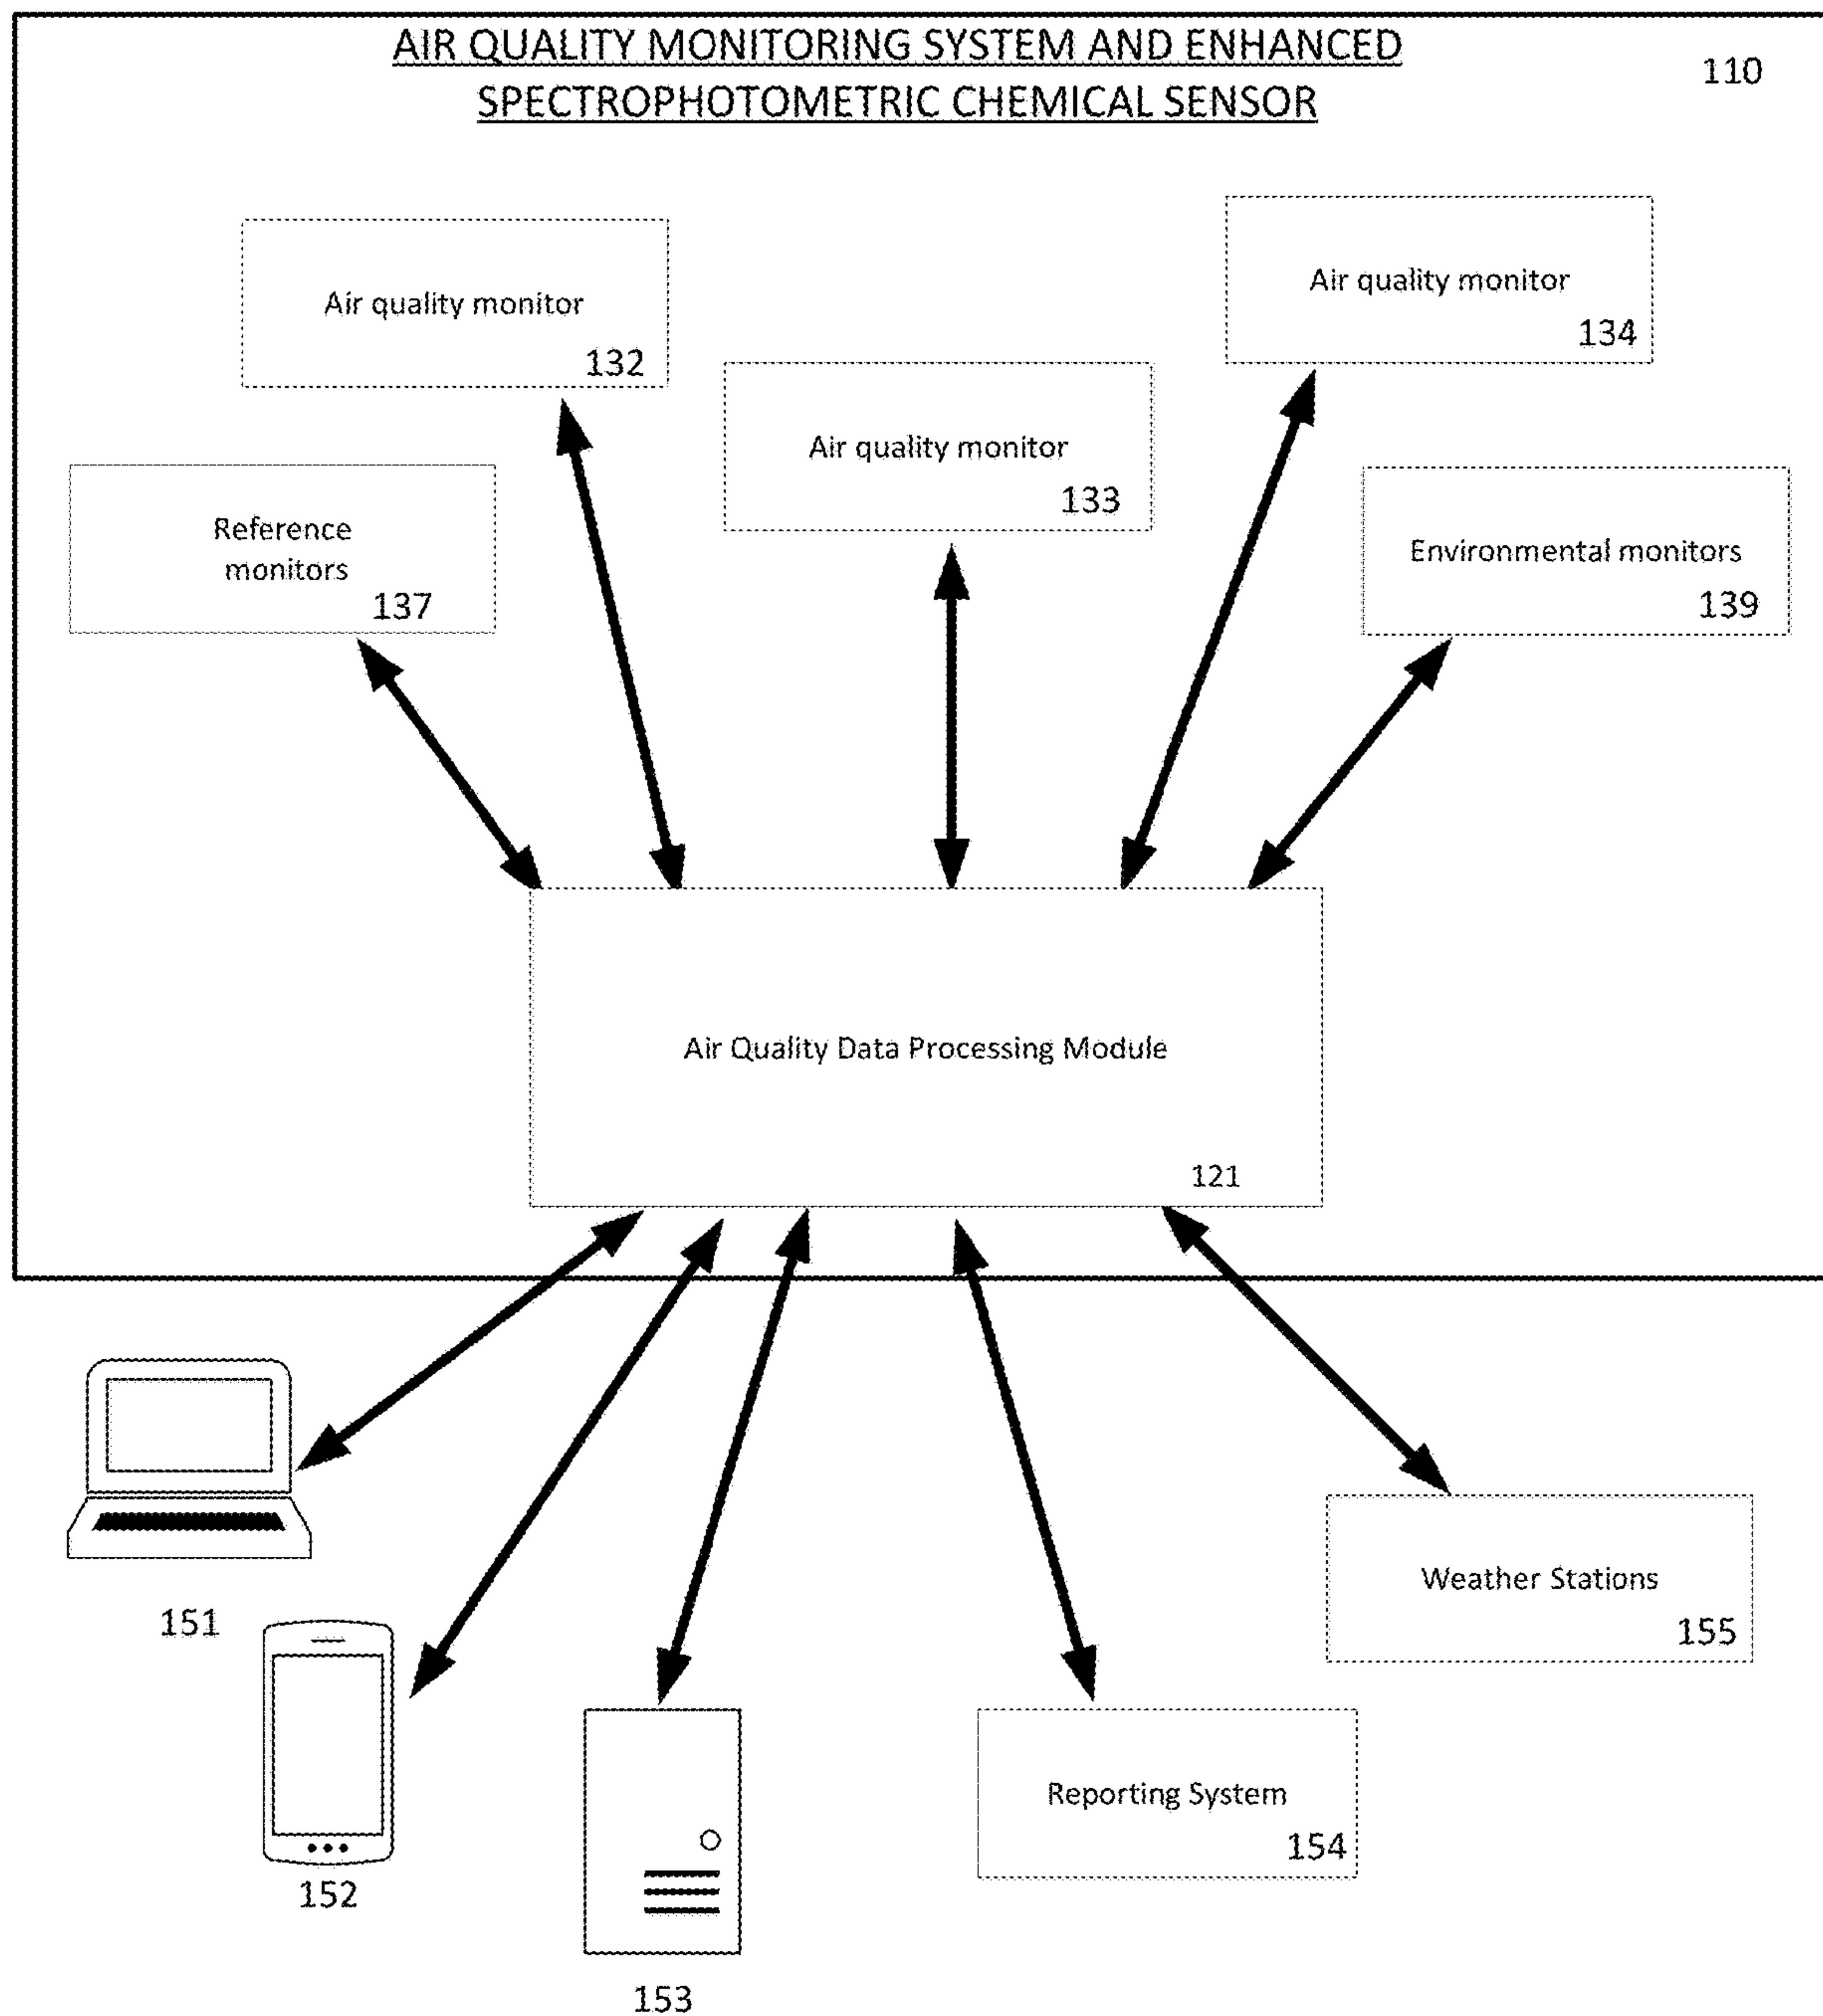 AIR QUALITY MONITORING SYSTEM AND ENHANCED
SPECTROPHOTOMETRIC CHEMICAL SENSOR
110
Air quality monitor
132
Air quality monitor
133
Air quality monitor
134
Reference
monitors
137
Environmental monitors
139
Air Quality Data Processing Module
121
151
152
153
Reporting System
154
Weather Stations
155